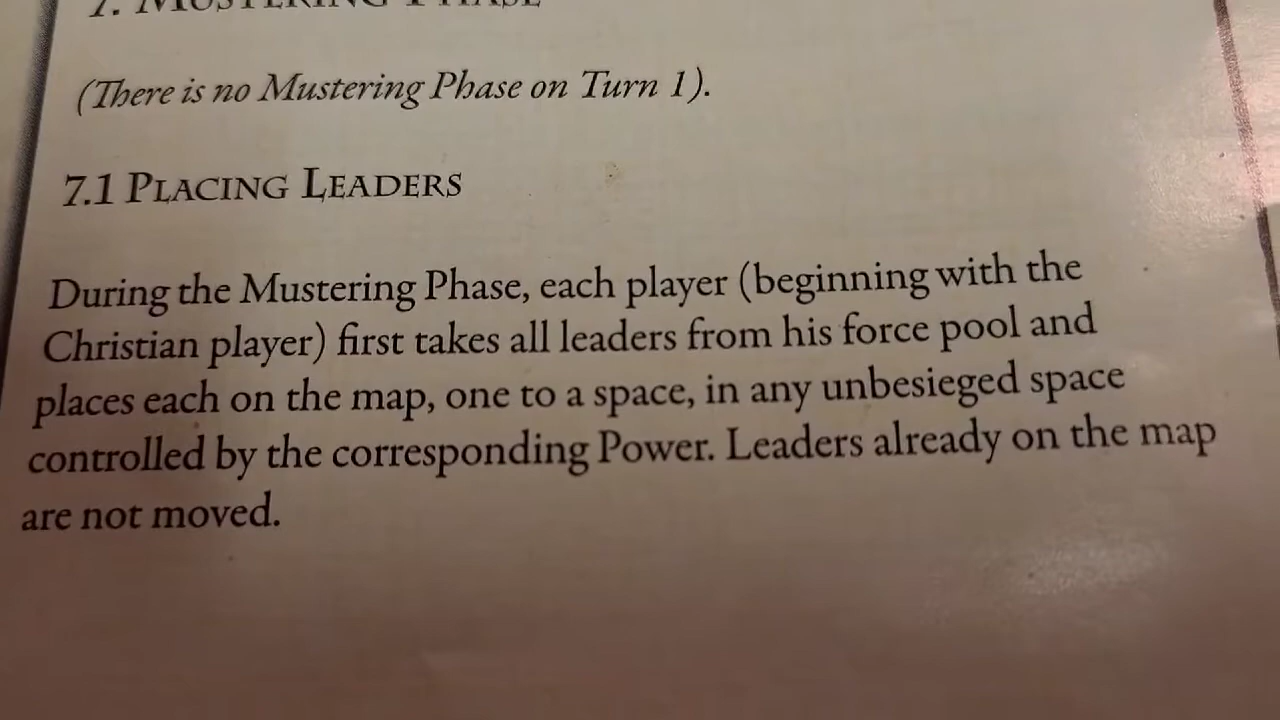 7. MUSTERING PHASE
(There is no Mustering Phase on Turn 1).
7.1 PLACING LEADERS
During the Mustering Phase, each player (beginning with the
Christian player) first takes all leaders from his force pool and
places each on the map, one to a space, in any unbesieged space
controlled by the corresponding Power. Leaders already on the map
are not moved.